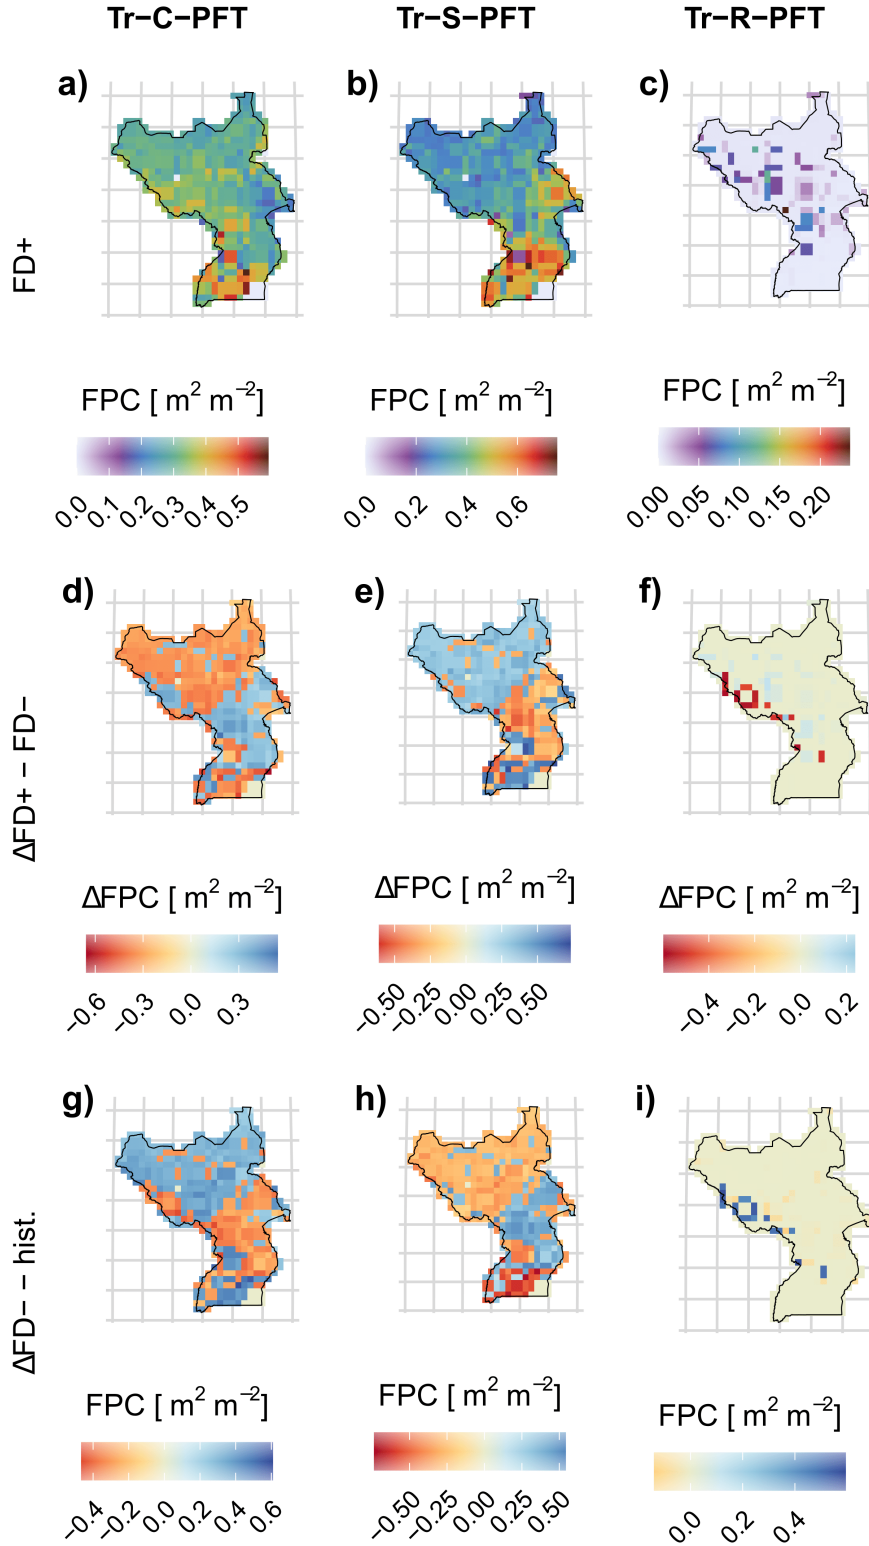 Tr−C−PFT Tr−S−PFT Tr−R−PFT
a) b) c)
FD+
FPC [ m² m⁻²] FPC [ m² m⁻²] FPC [ m² m⁻²]
0.0 0.1 0.2 0.3 0.4 0.5 0.0 0.2 0.4 0.6 0.00 0.05 0.10 0.15 0.20
d) e) f)
ΔFD+ − FD−
ΔFPC [ m² m⁻²] ΔFPC [ m² m⁻²] ΔFPC [ m² m⁻²]
−0.6 −0.3 0.0 0.3 −0.50 −0.25 0.00 0.25 0.50 −0.4 −0.2 0.0 0.2
g) h) i)
ΔFD− − hist.
FPC [ m² m⁻²] FPC [ m² m⁻²] FPC [ m² m⁻²]
−0.4 −0.2 0.0 0.2 0.4 0.6 −0.50 −0.25 0.00 0.25 0.50 0.0 0.2 0.4